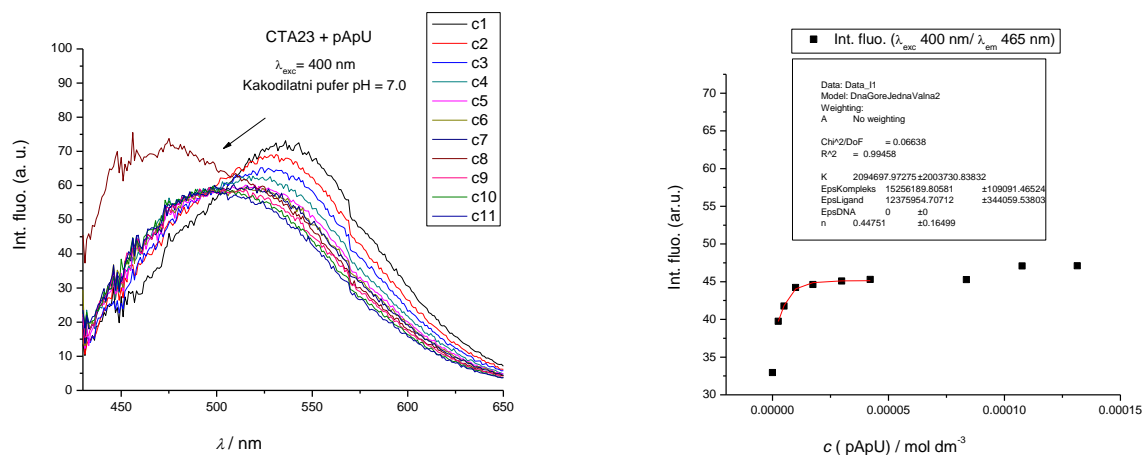 CTA23 + pApU
λexc= 400 nm
Kakodilatni pufer pH = 7.0
c1
c2
c3
c4
c5
c6
c7
c8
c9
c10
c11
Int. fluo. (a. u.)
100
90
80
70
60
50
40
30
20
10
0
450 500 550 600 650
λ / nm
Int. fluo. (λexc 400 nm/ λem 465 nm)
Data: Data_I1
Model: DnaGoreJednaValna2
Weighting:
A No weighting
Chi^2/DoF = 0.06638
R^2 = 0.99458
K 2094697.97275 ±2003730.83832
EpsKompleks 15256189.80581 ±109091.46524
EpsLigand 12375954.70712 ±344059.53803
EpsDNA 0 ±0
n 0.44751 ±0.16499
Int. fluo. (ar.u.)
70
65
60
55
50
45
40
35
30
0.00000 0.00005 0.00010 0.00015
c ( pApU) / mol dm-3